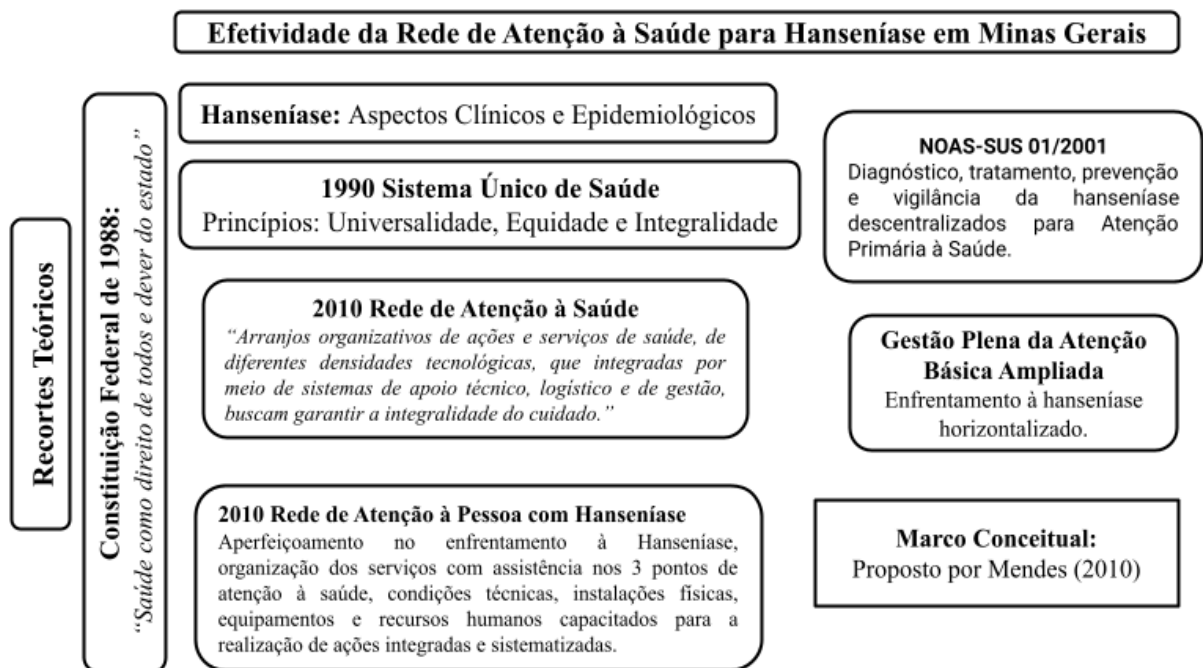 Efetividade da Rede de Atenção à Saúde para Hanseníase em Minas Gerais
Recortes Teóricos
Constituição Federal de 1988:
“Saúde como direito de todos e dever do estado”
Hanseníase: Aspectos Clínicos e Epidemiológicos
1990 Sistema Único de Saúde
Princípios: Universalidade, Equidade e Integralidade
2010 Rede de Atenção à Saúde
“Arranjos organizativos de ações e serviços de saúde, de
diferentes densidades tecnológicas, que integradas por
meio de sistemas de apoio técnico, logístico e de gestão,
buscam garantir a integralidade do cuidado.”
2010 Rede de Atenção à Pessoa com Hanseníase
Aperfeiçoamento no enfrentamento à Hanseníase,
organização dos serviços com assistência nos 3 pontos de
atenção à saúde, condições técnicas, instalações físicas,
equipamentos e recursos humanos capacitados para a
realização de ações integradas e sistematizadas.
NOAS-SUS 01/2001
Diagnóstico, tratamento, prevenção
e vigilância da hanseníase
descentralizados para Atenção
Primária à Saúde.
Gestão Plena da Atenção
Básica Ampliada
Enfrentamento à hanseníase
horizontalizado.
Marco Conceitual:
Proposto por Mendes (2010)